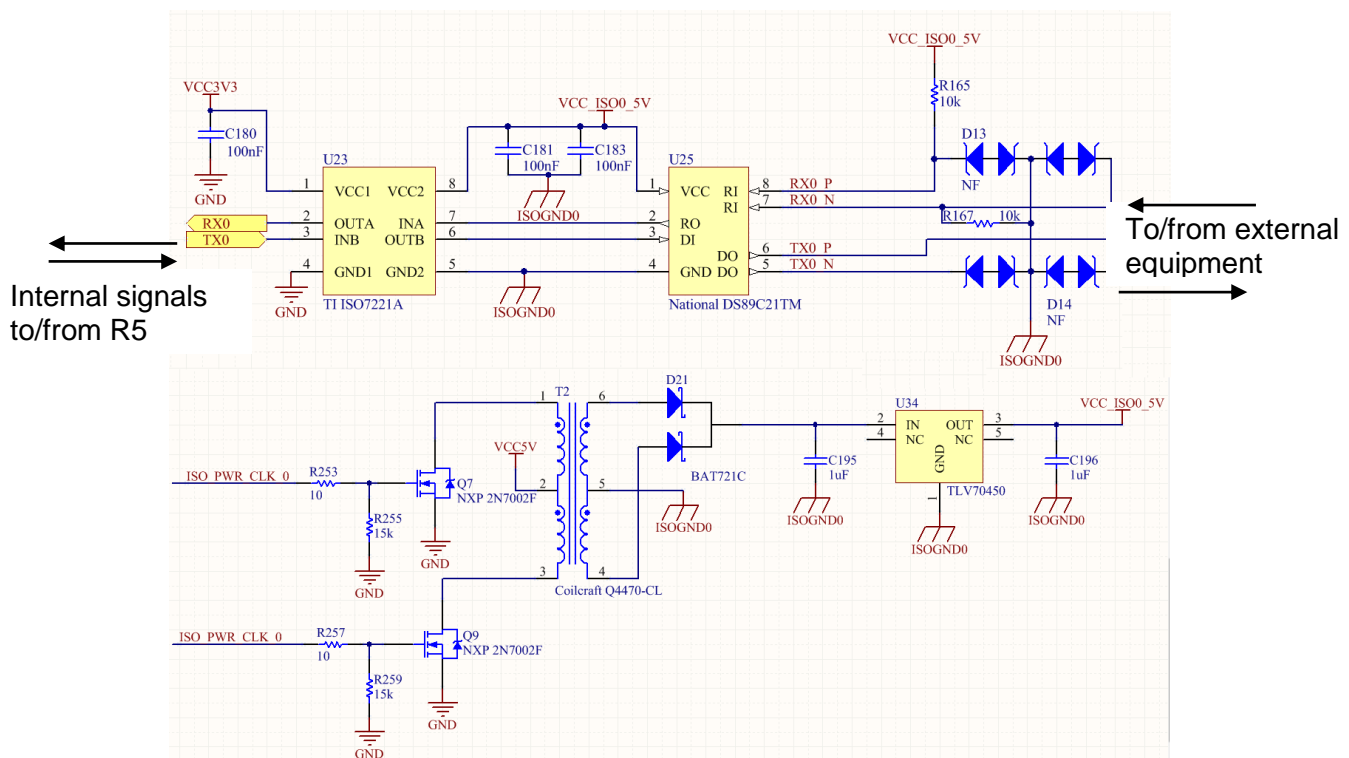 VCC_ISO0_5V
VCC3V3
C180
100nF
GND
VCC_ISO0_5V
C181
100nF
C183
100nF
ISOGND0
R165
10k
D13
NF
U23
1 VCC1 VCC2 8
2 OUTA INA 7
3 INB OUTB 6
4 GND1 GND2 5
TI ISO7221A
RX0
TX0
GND
ISOGND0
U25
1 VCC RI 8 RX0_P
RI 7 RX0_N
2 RO
3 DI
DO 6 TX0_P
4 GND DO 5 TX0_N
National DS89C21TM
R167 10k
D14
NF
ISOGND0
To/from external
equipment
Internal signals
to/from R5
ISO_PWR_CLK_0
R253
10
R255
15k
GND
Q7
NXP 2N7002F
GND
VCC5V
T2
1
2
3
6
5
4
Coilcraft Q4470-CL
ISO_PWR_CLK_0
R257
10
R259
15k
GND
Q9
NXP 2N7002F
GND
D21
BAT721C
ISOGND0
C195
1uF
ISOGND0
U34
2 IN OUT 3
4 NC NC 5
GND
1
TLV70450
ISOGND0
VCC_ISO0_5V
C196
1uF
ISOGND0